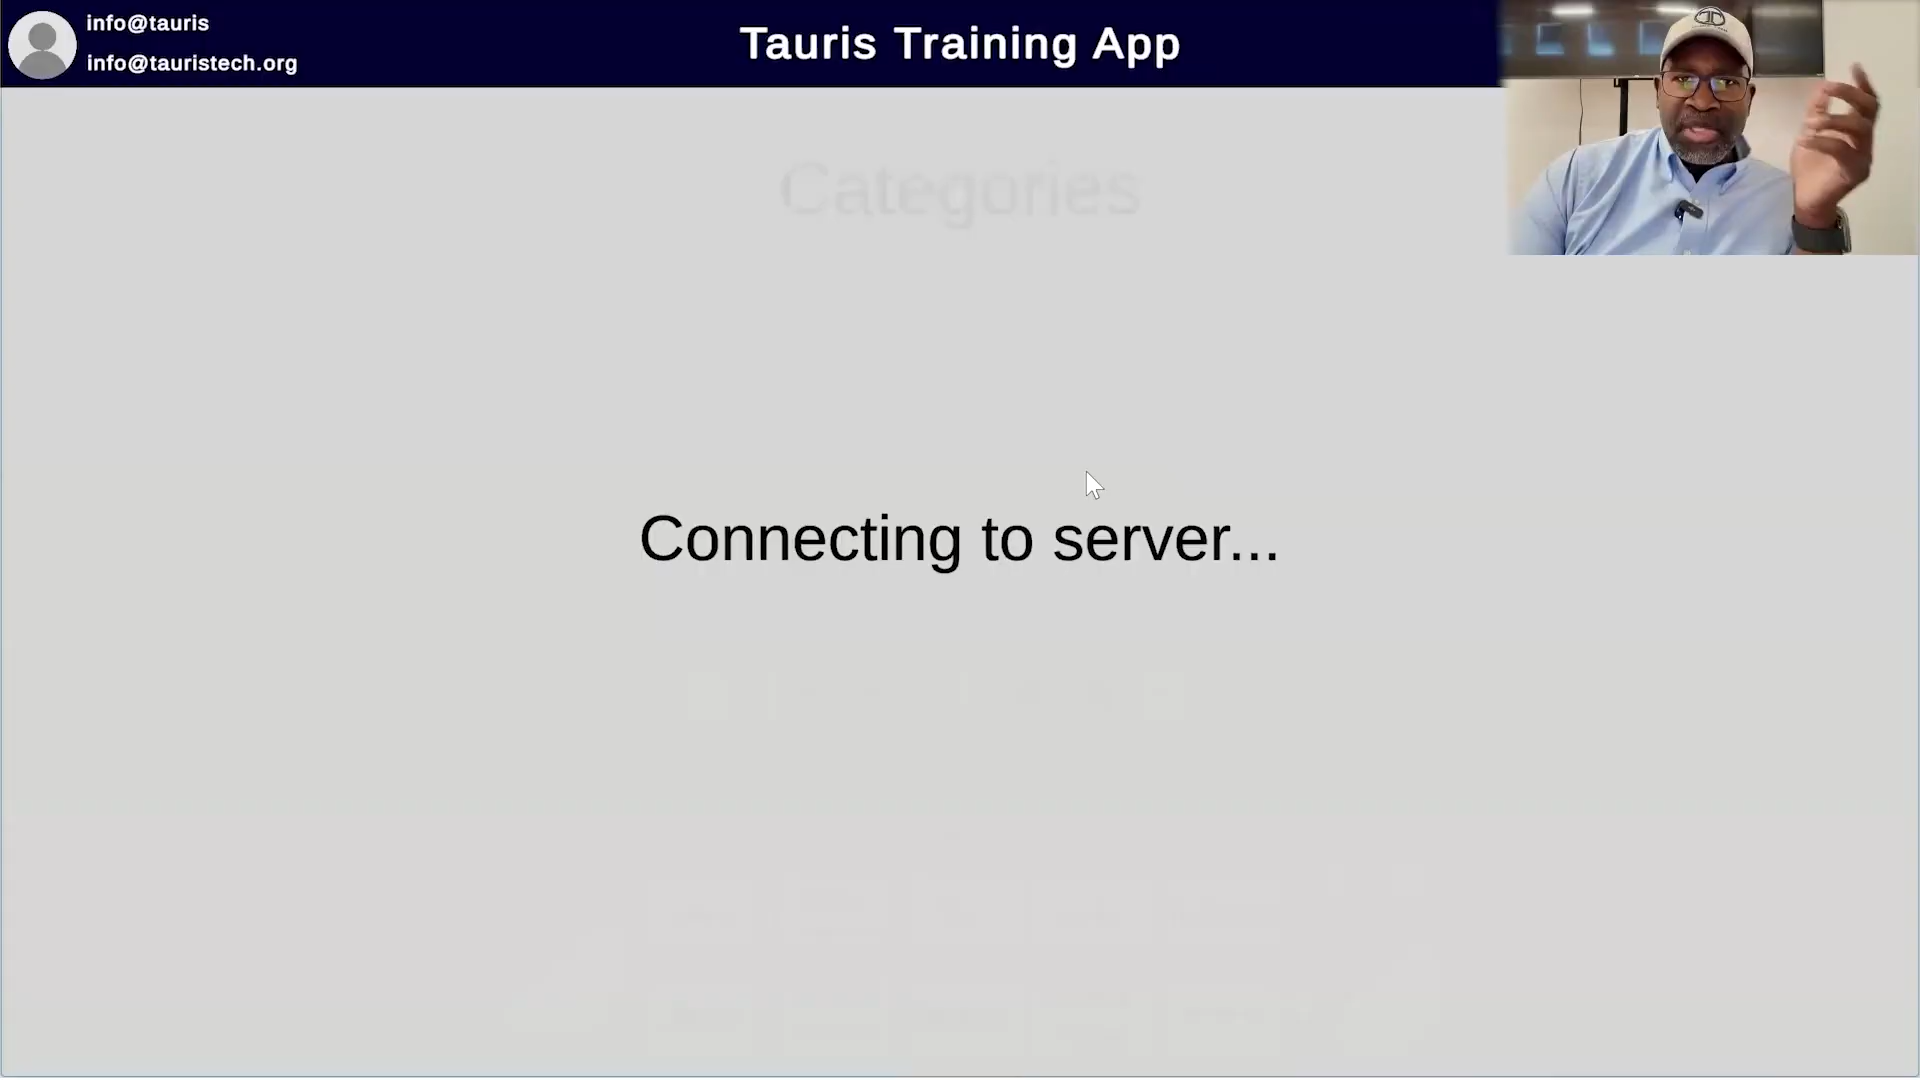 info@tauris
info@tauristech.org
Tauris Training App
Categories
Connecting to server...